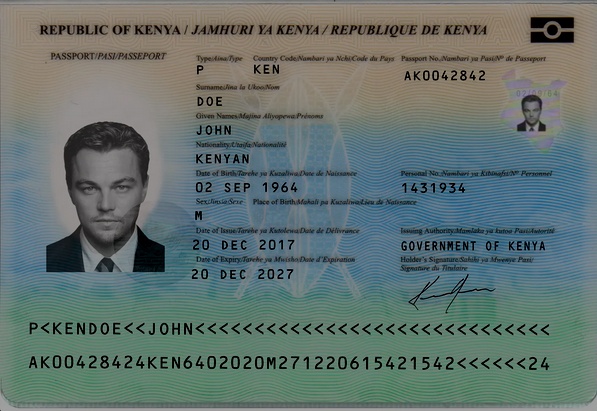 REPUBLIC OF KENYA / JAMHURI YA KENYA / REPUBLIQUE DE KENYA
PASSPORT/PASI/PASSEPORT
Type/Aina/Type Country Code/Nambari ya Nchi/Code du Pays Passport No./Nambari ya Pasi/N° de Passeport
P KEN AK0042842
Surname/Jina la Ukoo/Nom
DOE
Given Names/Majina Aliyopewa/Prénoms
JOHN
Nationality/Utaifa/Nationalité
KENYAN
Date of Birth/Tarehe ya Kuzaliwa/Date de Naissance Personal No./Nambari ya Kibinafsi/N° Personnel
02 SEP 1964 1431934
Sex/Jinsia/Sexe Place of Birth/Mahali pa Kuzaliwa/Lieu de Naissance
M
Date of Issue/Tarehe ya Kutolewa/Date de Délivrance Issuing Authority/Mamlaka ya kutoa Pasi/Autorité
20 DEC 2017 GOVERNMENT OF KENYA
Date of Expiry/Tarehe ya Mwisho/Date d'Expiration Holder's Signature/Sahihi ya Mwenye Pasi/
20 DEC 2027 Signature du Titulaire
P<KENDOE<<JOHN<<<<<<<<<<<<<<<<<<<<<<<<<<<<<<
AK00428424KEN6402020M271220615421542<<<<<<24